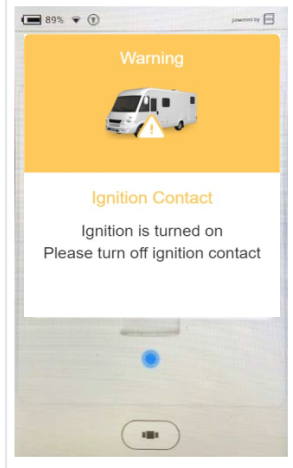 89%
powered by
Warning
Ignition Contact
Ignition is turned on
Please turn off ignition contact